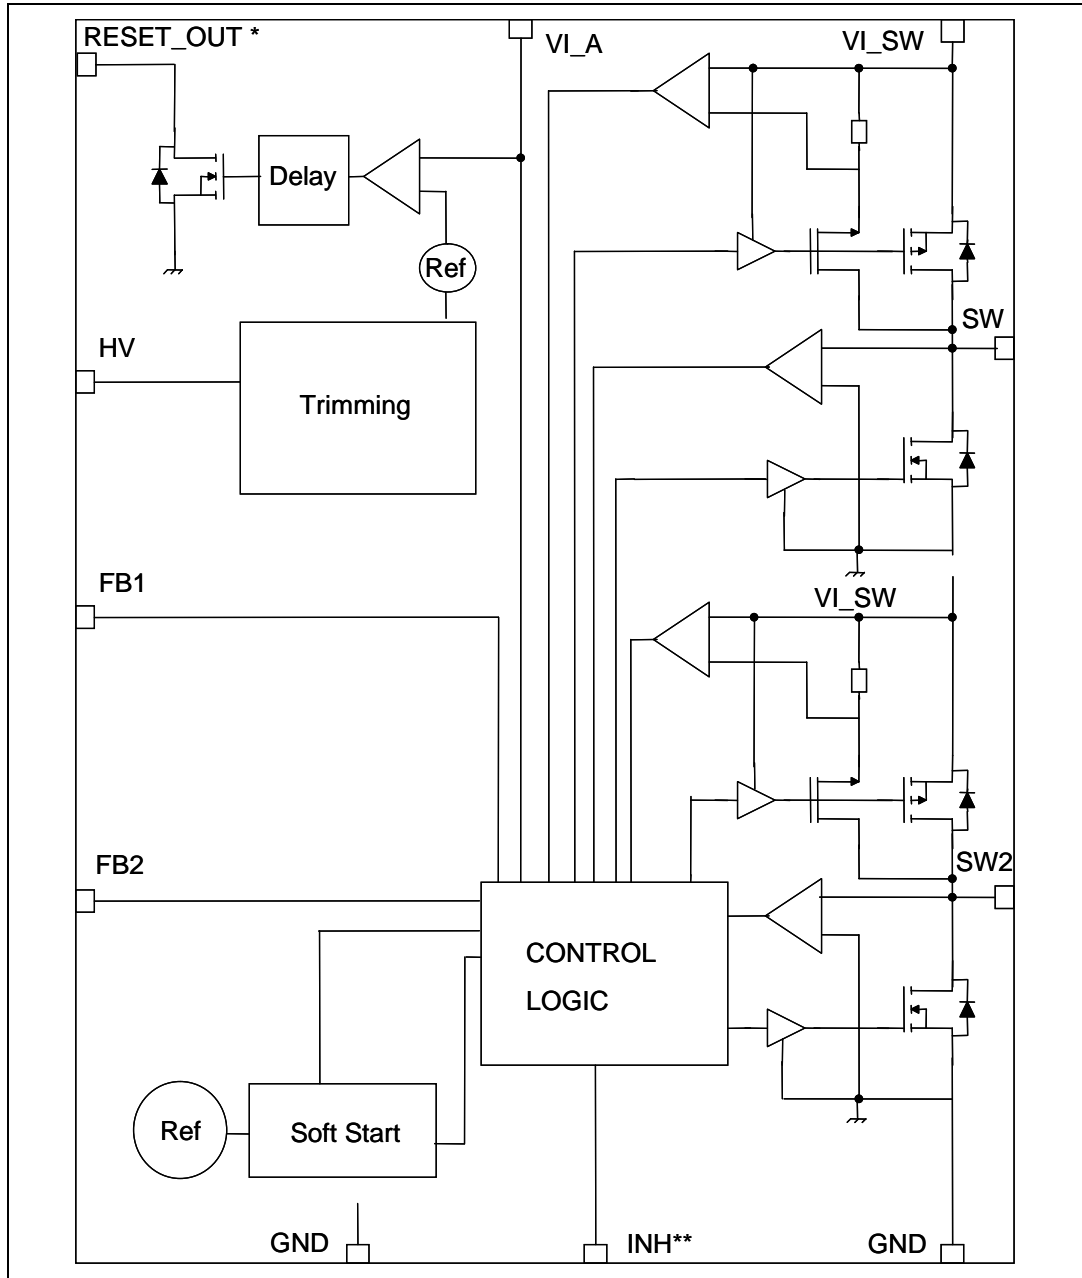 RESET_OUT *
VI_A
VI_SW
Delay
Ref
SW
HV
Trimming
FB1
VI_SW
FB2
SW2
CONTROL
LOGIC
Ref
Soft Start
GND
INH**
GND